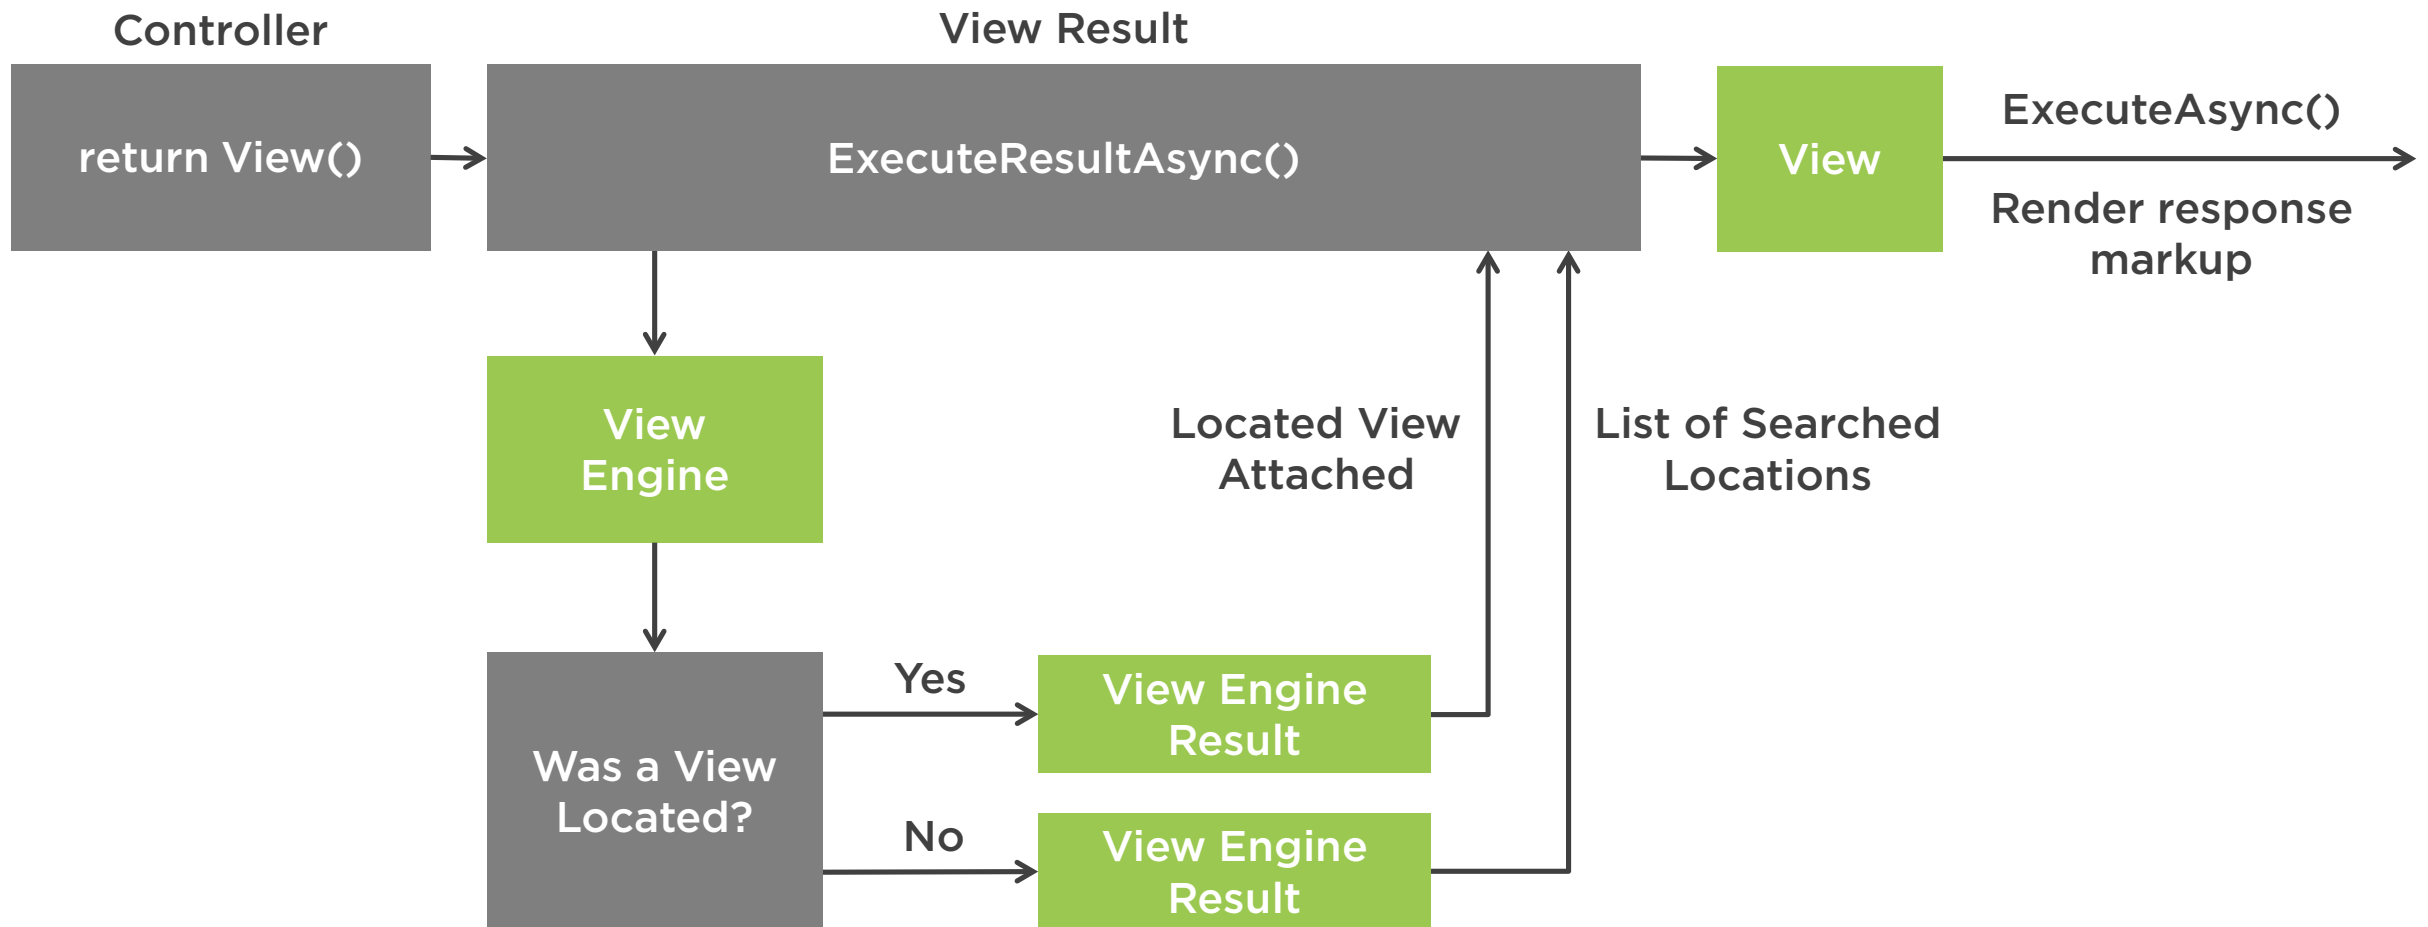 Controller
View Result
return View()
ExecuteResultAsync()
View
ExecuteAsync()
Render response
markup
View
Engine
Located View
Attached
List of Searched
Locations
Was a View
Located?
Yes
View Engine
Result
No
View Engine
Result